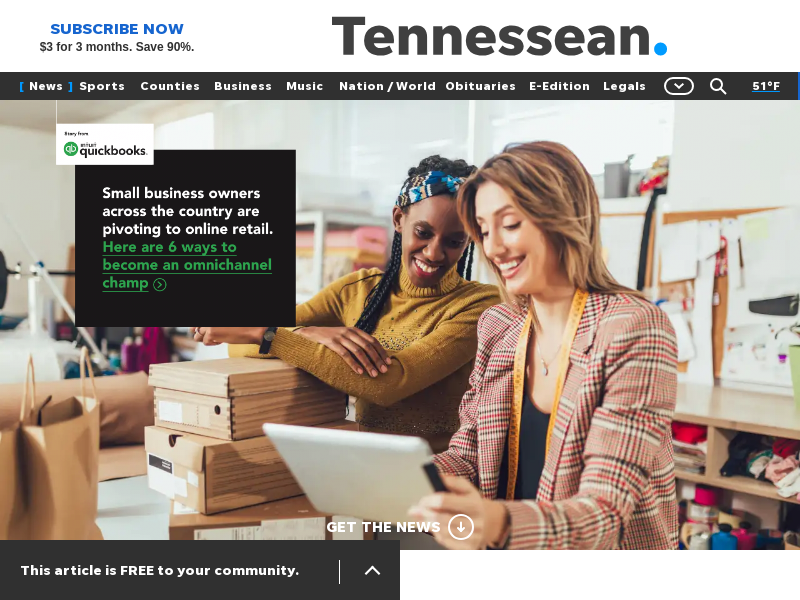 SUBSCRIBE NOW
$3 for 3 months. Save 90%.
Tennessean.
[ News ] Sports Counties Business Music Nation / World Obituaries E-Edition Legals 51°F
Story from
intuit
quickbooks.
Small business owners
across the country are
pivoting to online retail.
Here are 6 ways to
become an omnichannel
champ
GET THE NEWS
This article is FREE to your community.